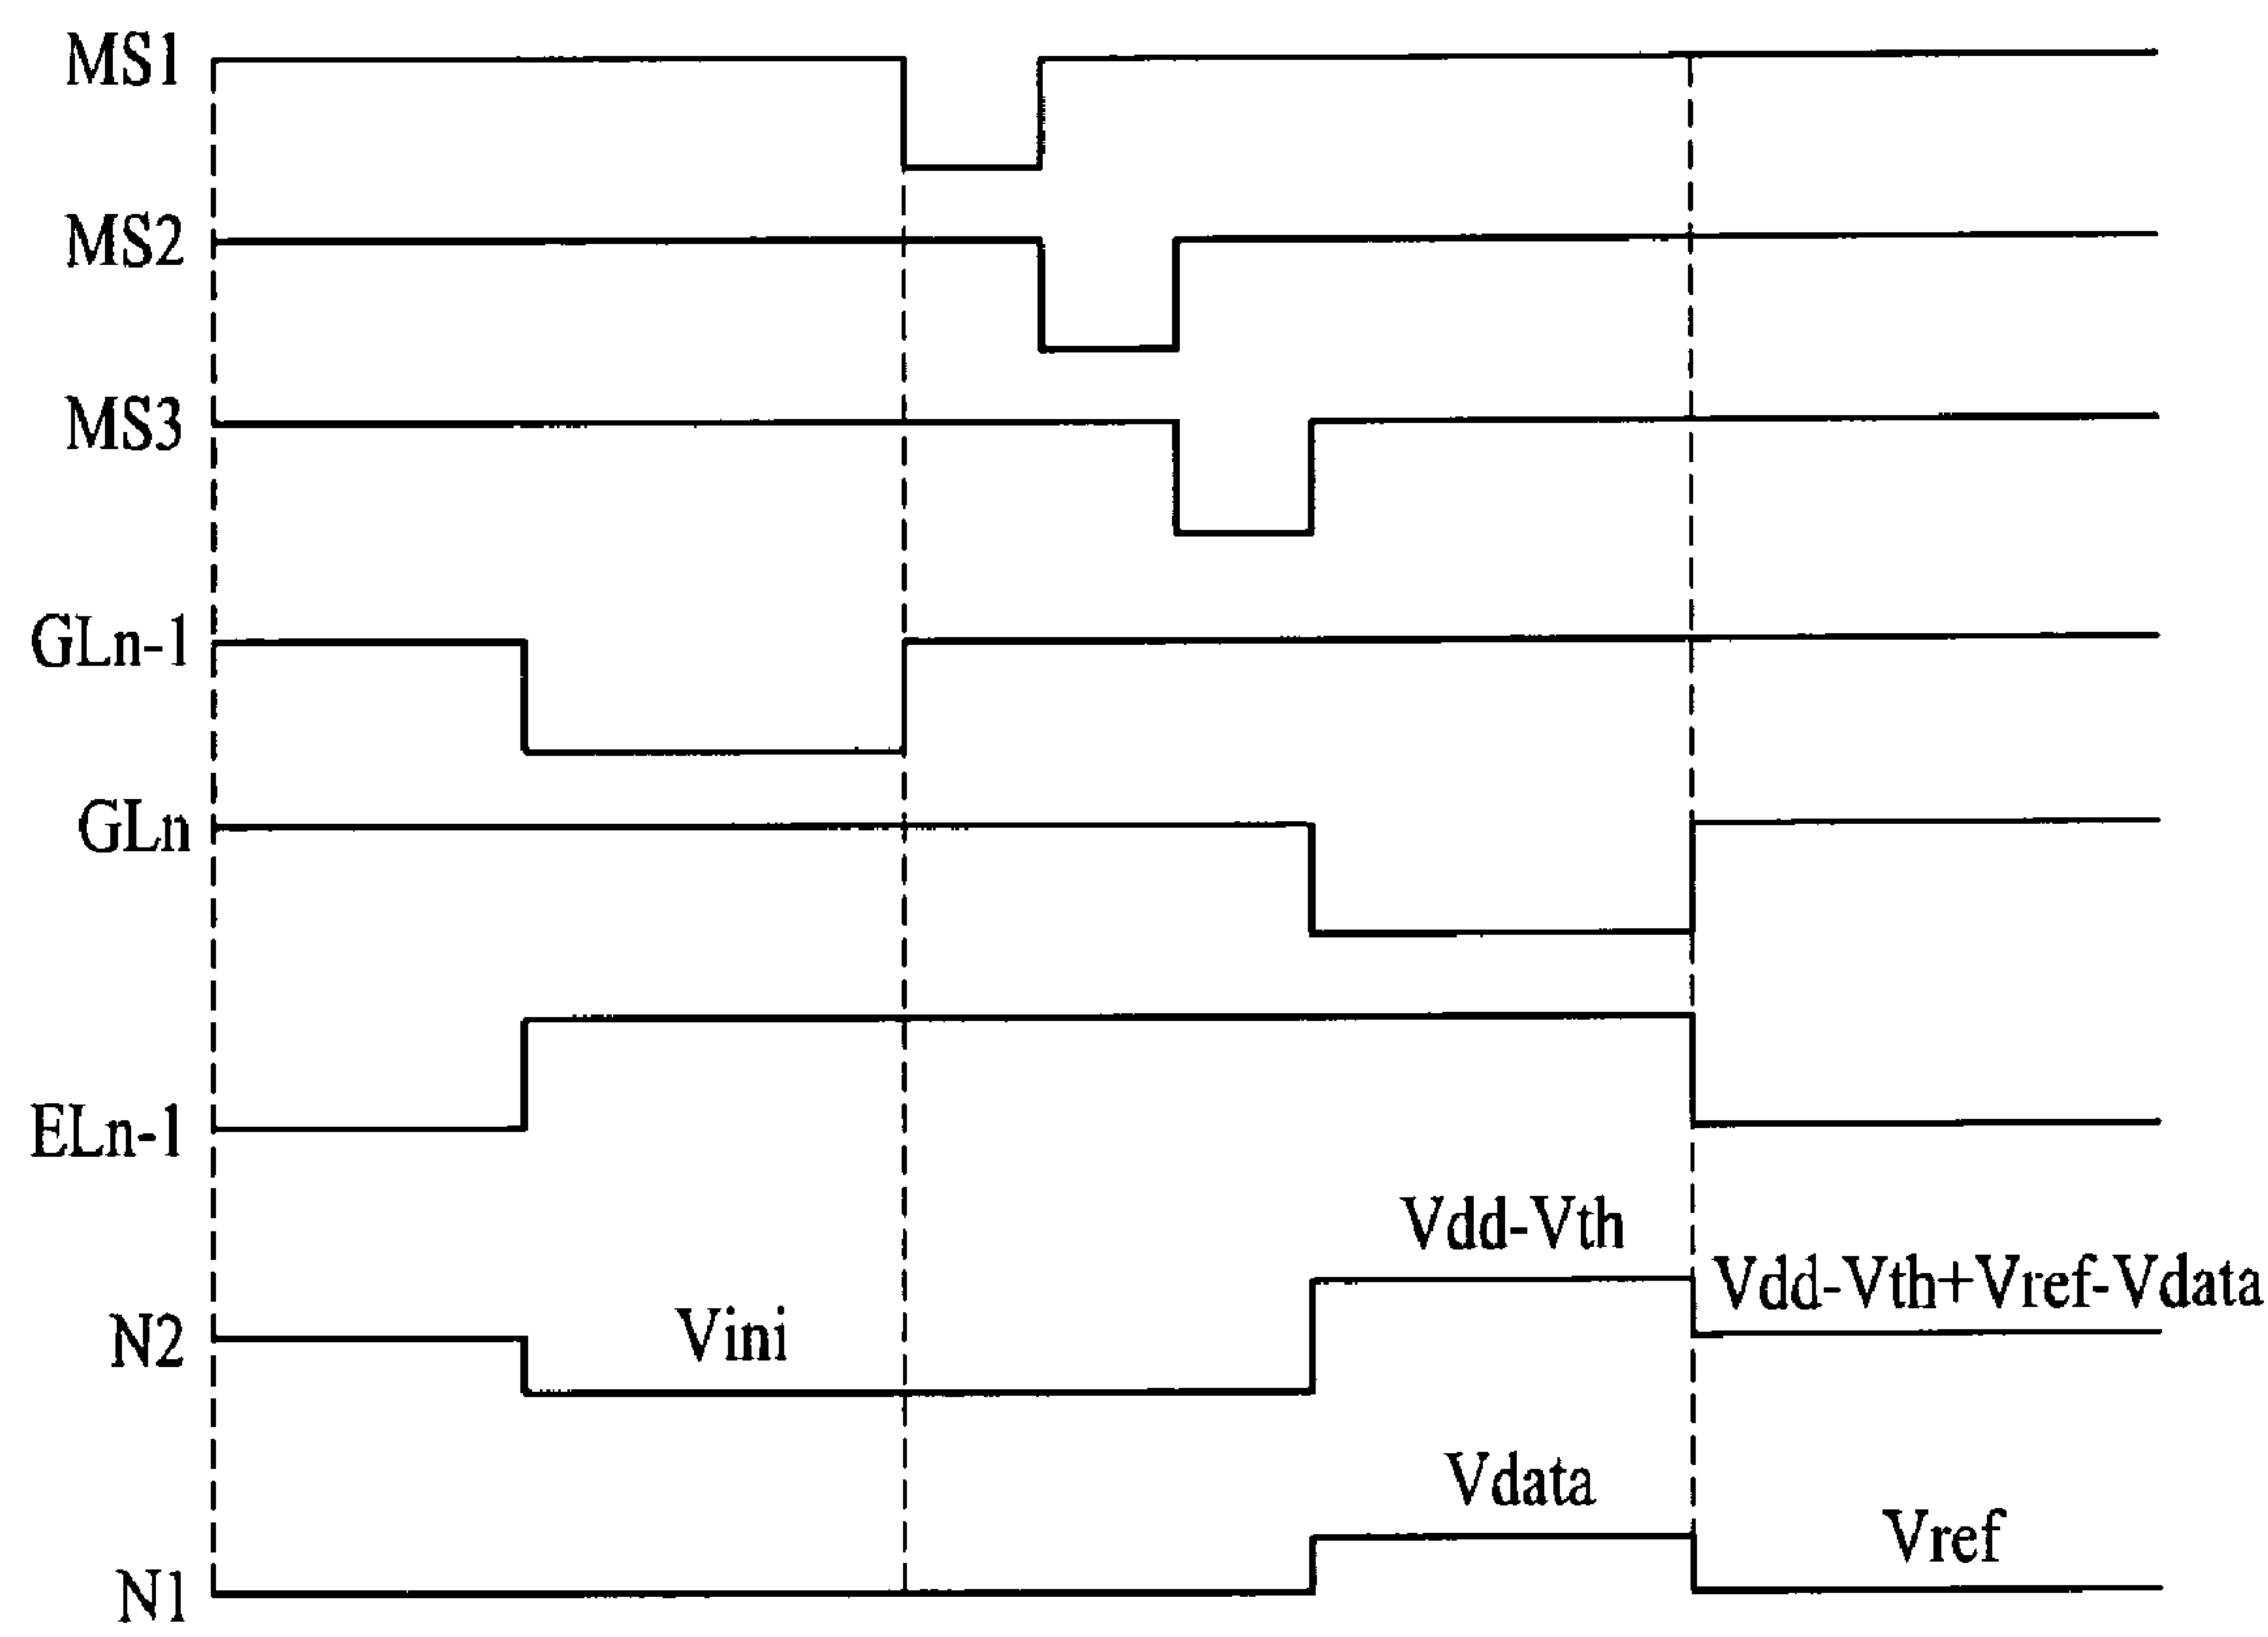 MS1
MS2
MS3
GLn-1
GLn
ELn-1
Vdd-Vth
Vdd-Vth+Vref-Vdata
N2
Vini
Vdata
Vref
N1